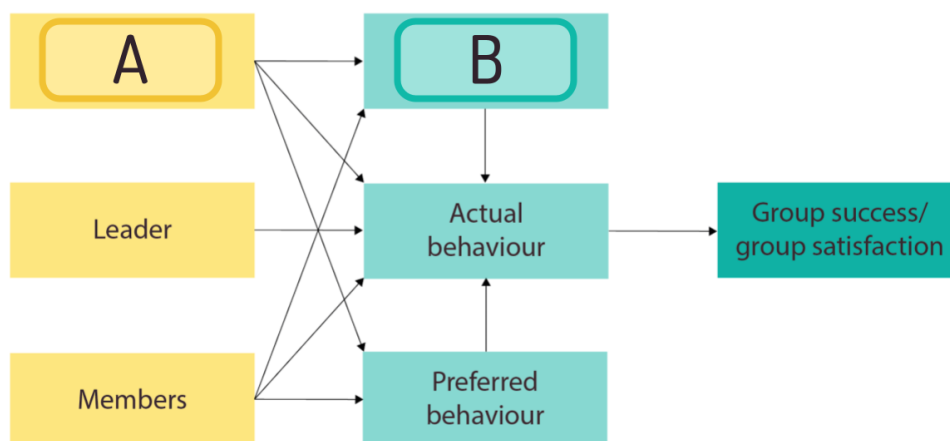 A
B
Leader
Actual
behaviour
Group success/
group satisfaction
Members
Preferred
behaviour